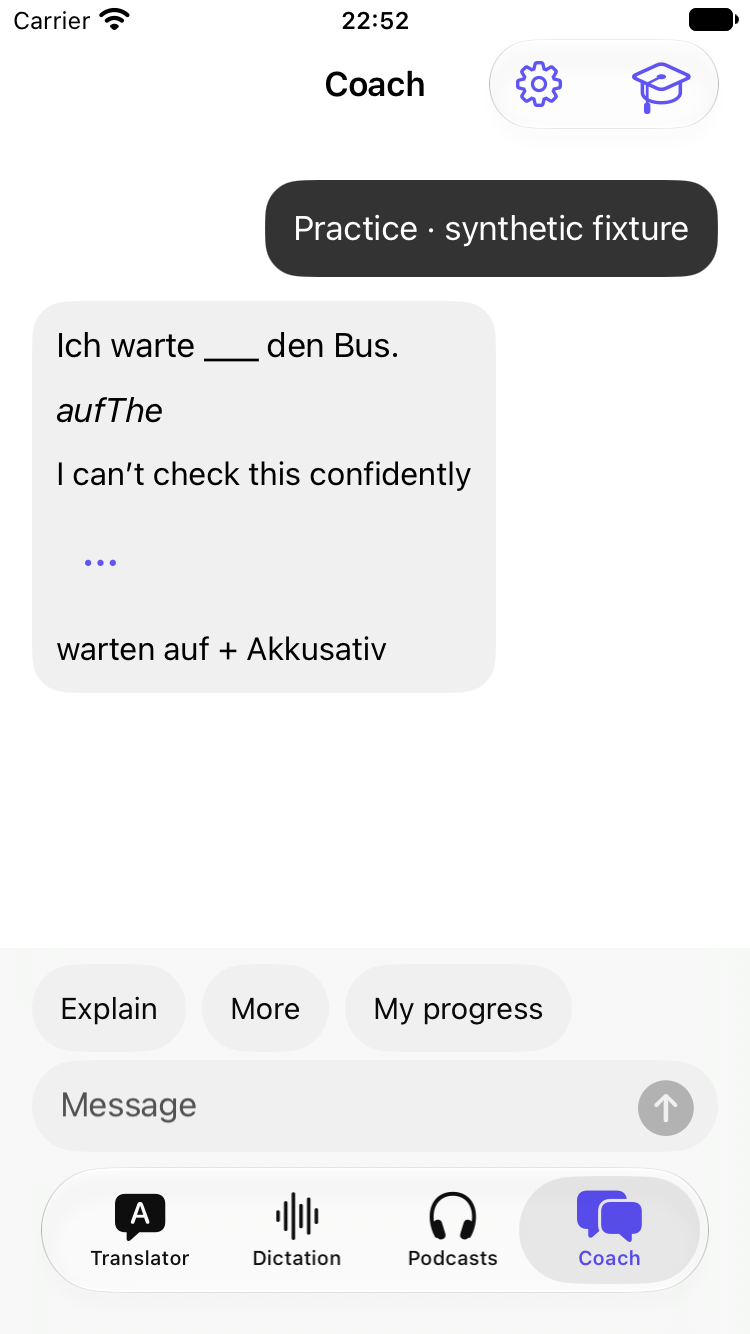 Carrier 22:52
Coach
Practice · synthetic fixture
Ich warte ___ den Bus.
aufThe
I can’t check this confidently
...
warten auf + Akkusativ
Explain More My progress
Message
A
Translator Dictation Podcasts Coach